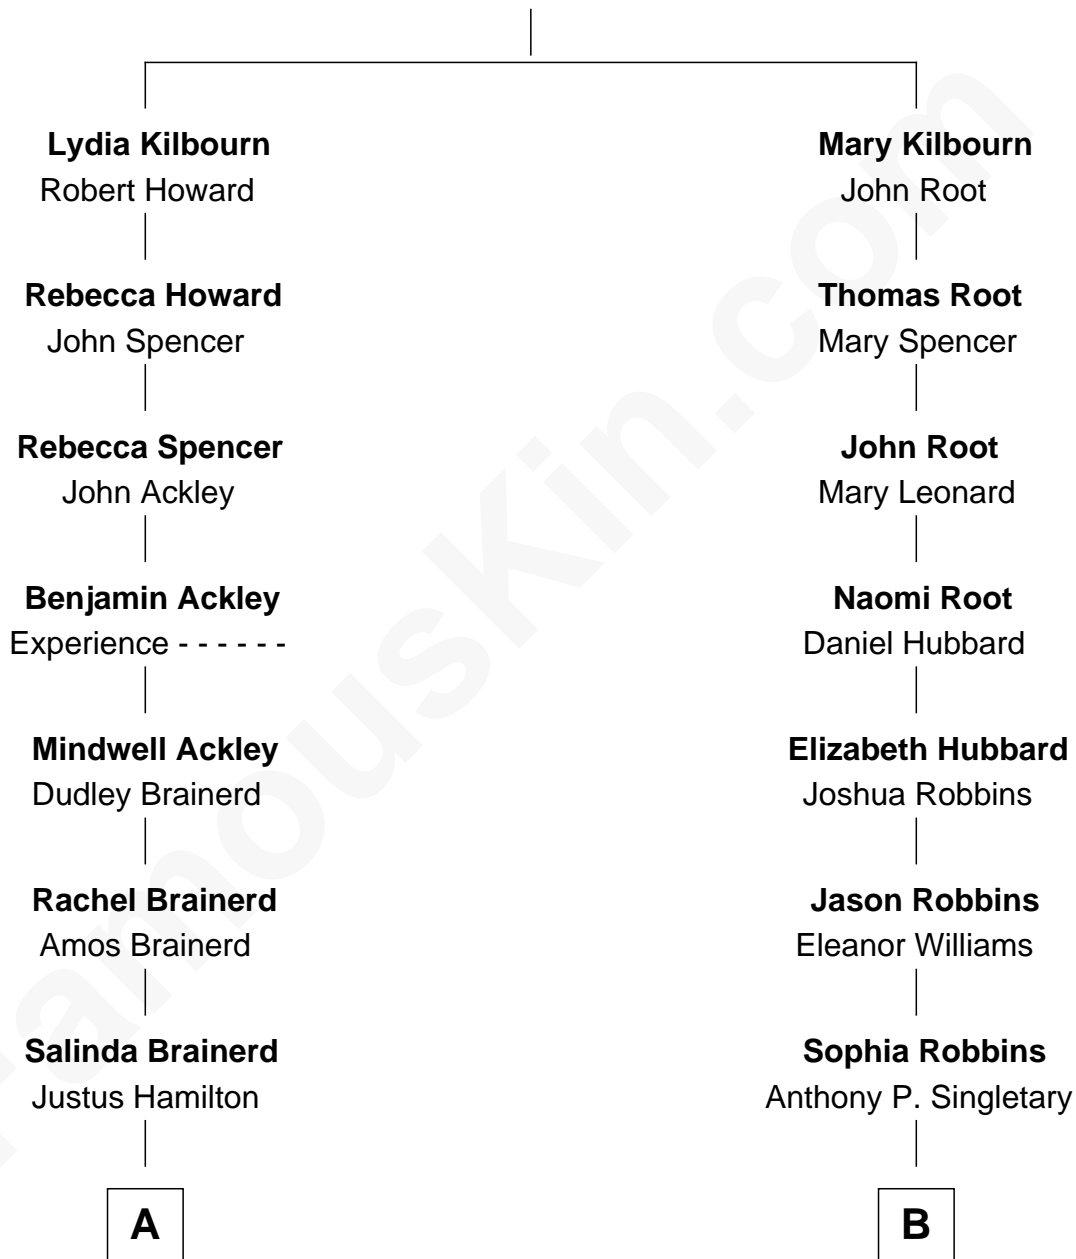 Lydia Kilbourn
Robert Howard
Rebecca Howard
John Spencer
Rebecca Spencer
John Ackley
Benjamin Ackley
Experience - - - - - -
Mindwell Ackley
Dudley Brainerd
Rachel Brainerd
Amos Brainerd
Salinda Brainerd
Justus Hamilton
A
Mary Kilbourn
John Root
Thomas Root
Mary Spencer
John Root
Mary Leonard
Naomi Root
Daniel Hubbard
Elizabeth Hubbard
Joshua Robbins
Jason Robbins
Eleanor Williams
Sophia Robbins
Anthony P. Singletary
B
FamousKin.com